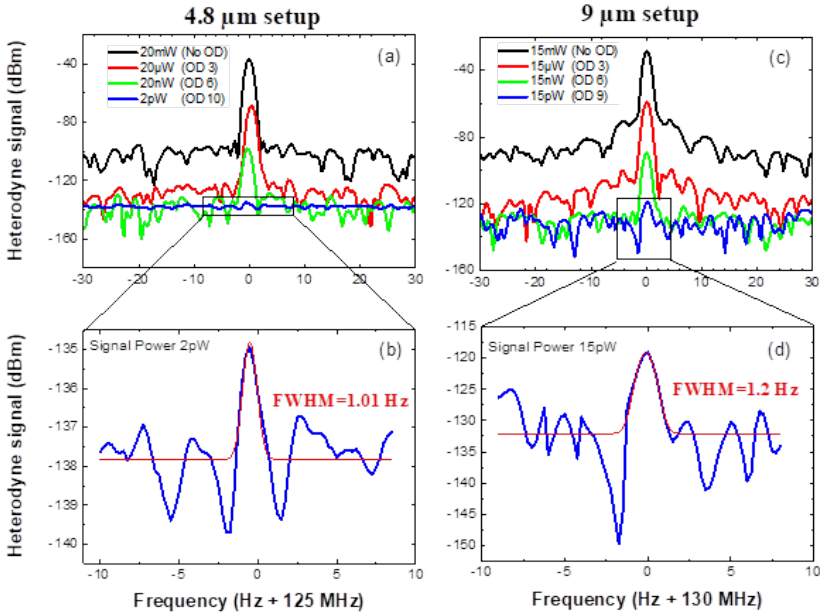 4.8 µm setup
9 µm setup
Heterodyne signal (dBm)
-40
-80
-120
-160
20mW (No OD)
20µW (OD 3)
20nW (OD 6)
2pW (OD 10)
(a)
-30 -20 -10 0 10 20 30
-40
-80
-120
-160
15mW (No OD)
15µW (OD 3)
15nW (OD 6)
15pW (OD 9)
(c)
-30 -20 -10 0 10 20 30
Heterodyne signal (dBm)
-135
-136
-137
-138
-139
-140
Signal Power 2pW
(b)
FWHM=1.01 Hz
-10 -5 0 5 10
Frequency (Hz + 125 MHz)
-115
-120
-125
-130
-135
-140
-145
-150
Signal Power 15pW
(d)
FWHM=1.2 Hz
-10 -5 0 5 10
Frequency (Hz + 130 MHz)